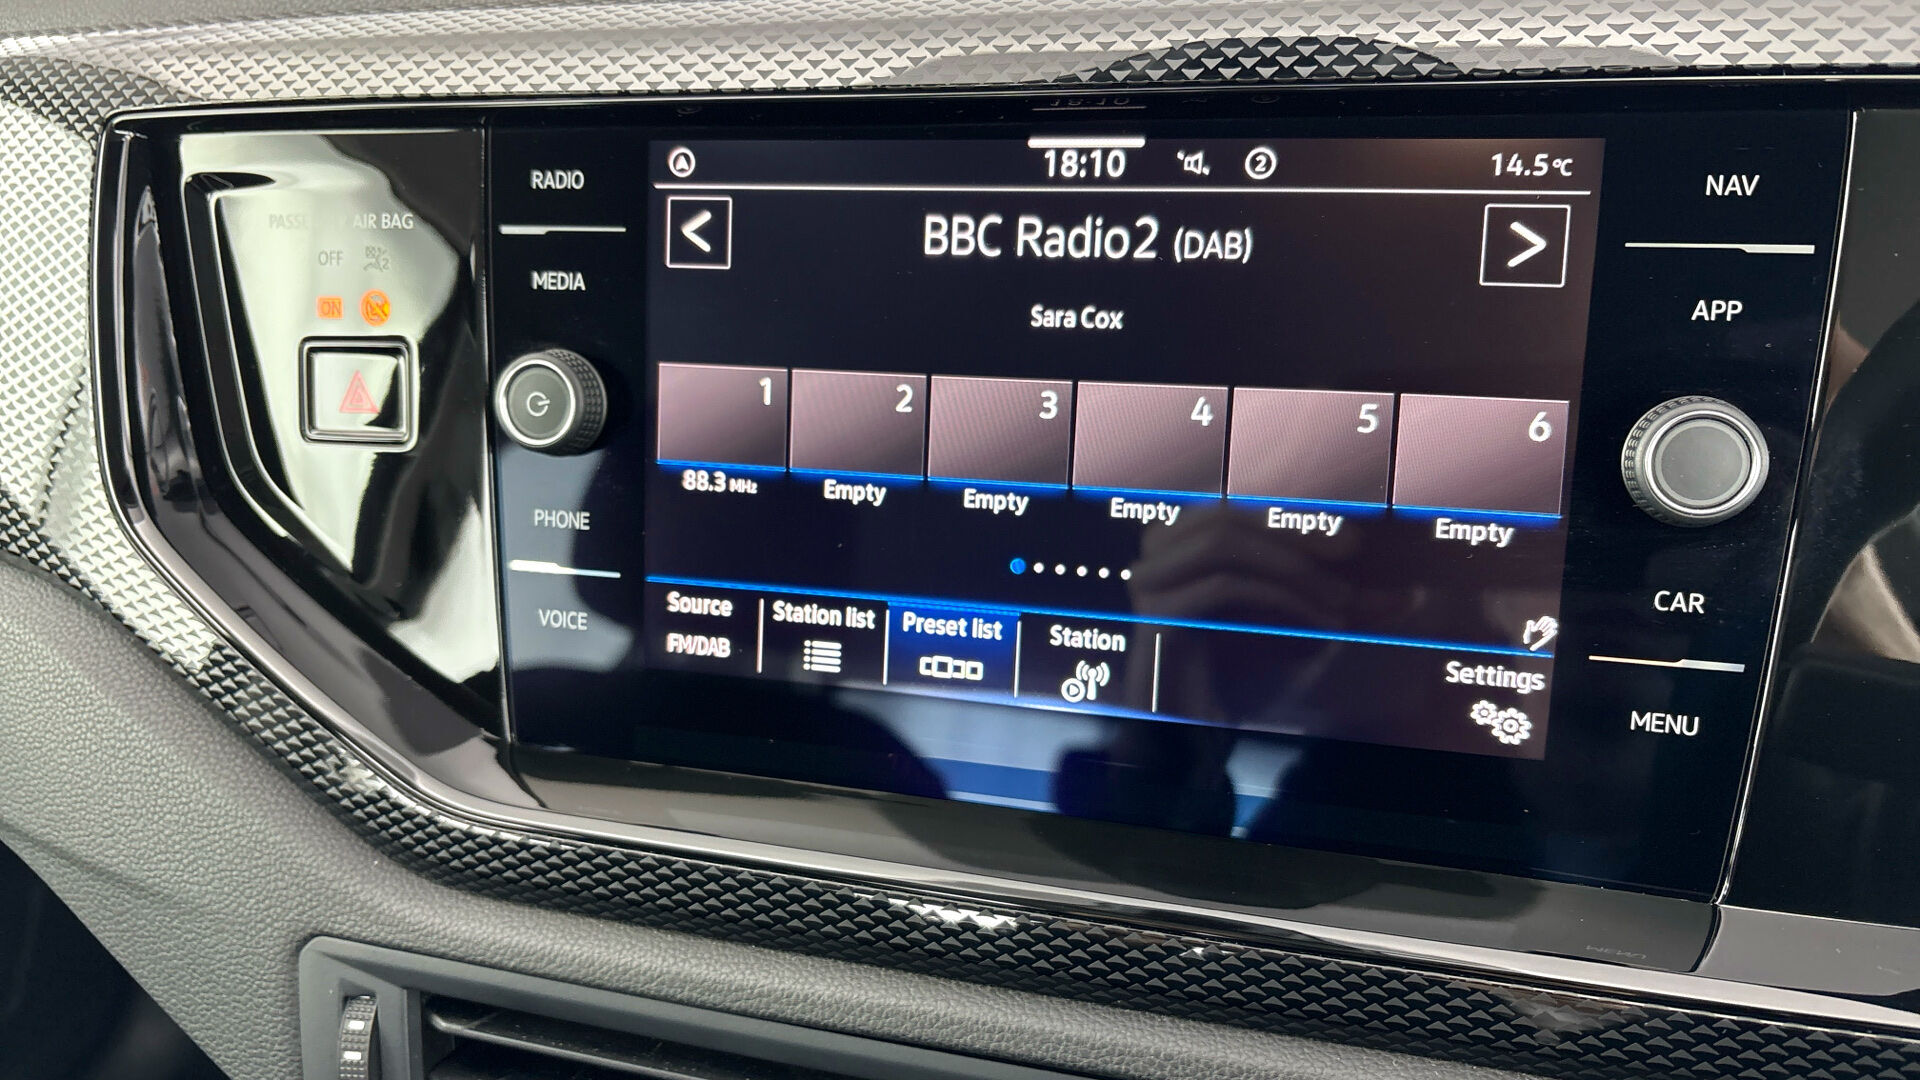 RADIO
MEDIA
PHONE
VOICE
PASSENGER AIR BAG
OFF
ON
18:10
2
14.5°C
<
BBC Radio2 (DAB)
>
Sara Cox
1 2 3 4 5 6
88.3 MHz Empty Empty Empty Empty Empty
Source
FM/DAB
Station list
Preset list
Station
Settings
NAV
APP
CAR
MENU